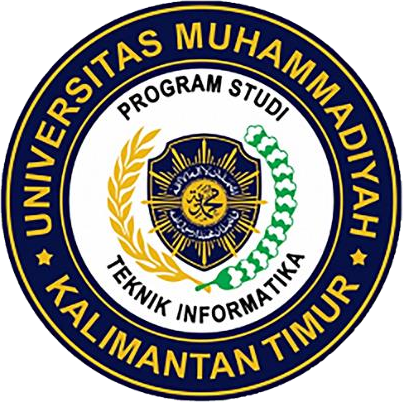 UNIVERSITAS MUHAMMADIYAH
PROGRAM STUDI
TEKNIK INFORMATIKA
KALIMANTAN TIMUR